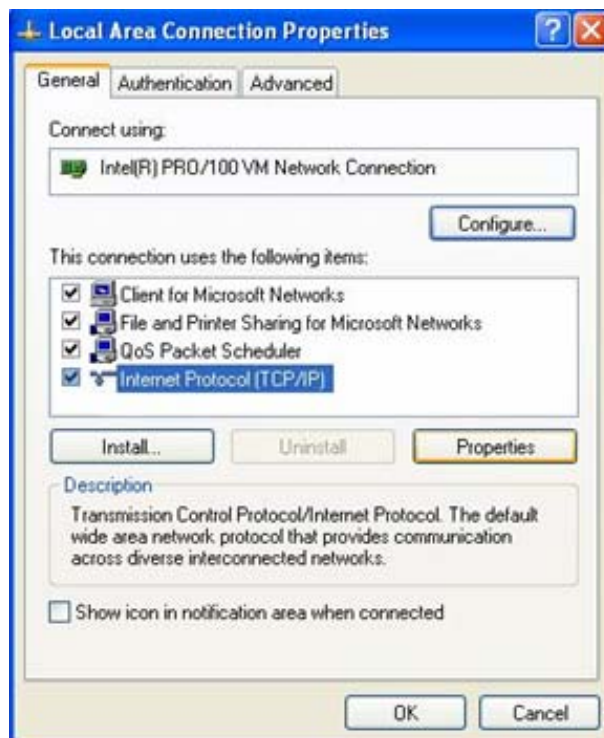 Local Area Connection Properties
General Authentication Advanced
Connect using:
Intel(R) PRO/100 VM Network Connection
Configure...
This connection uses the following items:
Client for Microsoft Networks
File and Printer Sharing for Microsoft Networks
QoS Packet Scheduler
Internet Protocol (TCP/IP)
Install... Uninstall Properties
Description
Transmission Control Protocol/Internet Protocol. The default
wide area network protocol that provides communication
across diverse interconnected networks.
Show icon in notification area when connected
OK Cancel